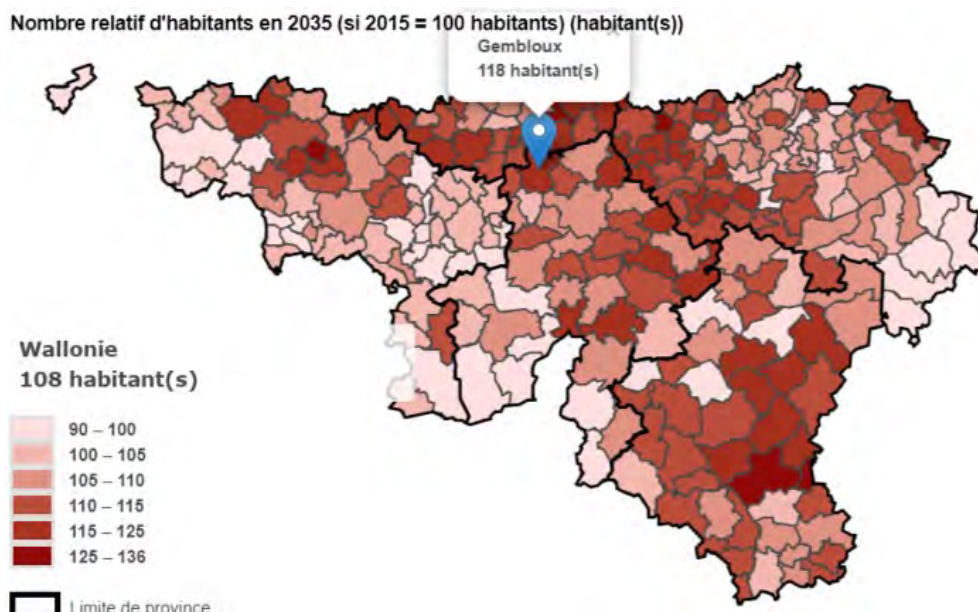 Nombre relatif d'habitants en 2035 (si 2015 = 100 habitants) (habitant(s))
Gembloux
118 habitant(s)
Wallonie
108 habitant(s)
90 – 100
100 – 105
105 – 110
110 – 115
115 – 125
125 – 136
Limite de province